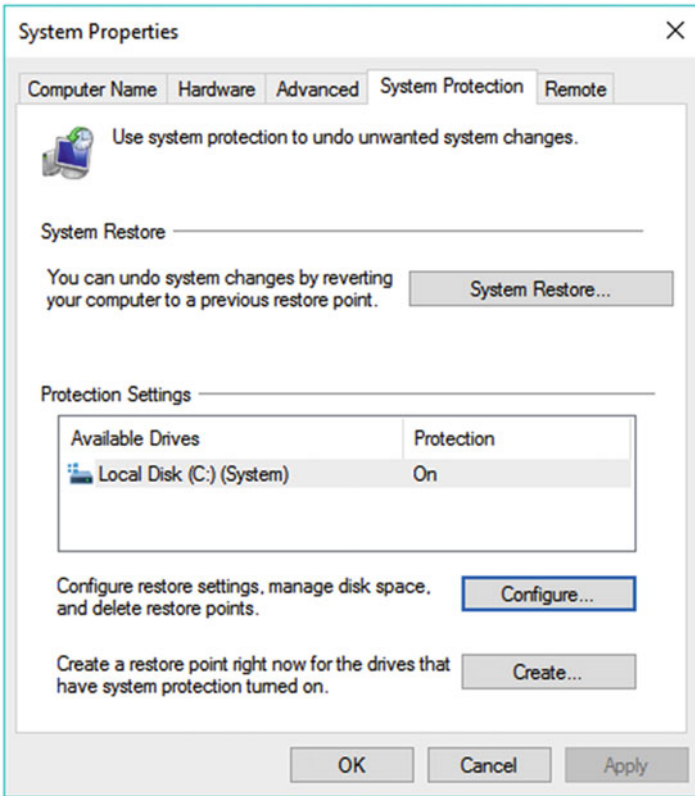 System Properties
Computer Name Hardware Advanced System Protection Remote
Use system protection to undo unwanted system changes.
System Restore
You can undo system changes by reverting
your computer to a previous restore point.
System Restore...
Protection Settings
Available Drives Protection
Local Disk (C:) (System) On
Configure restore settings, manage disk space,
and delete restore points.
Configure...
Create a restore point right now for the drives that
have system protection turned on.
Create...
OK Cancel Apply